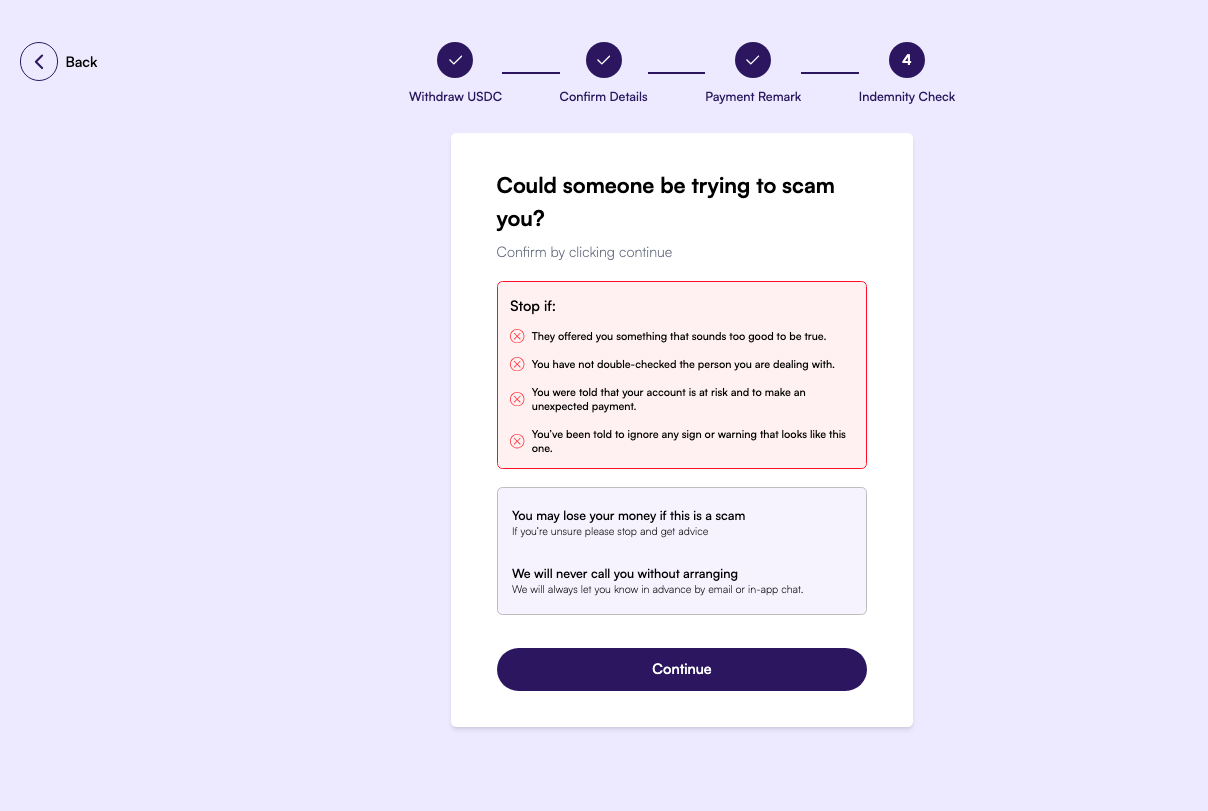 Back
Withdraw USDC
Confirm Details
Payment Remark
4
Indemnity Check
Could someone be trying to scam
you?
Confirm by clicking continue
Stop if:
They offered you something that sounds too good to be true.
You have not double-checked the person you are dealing with.
You were told that your account is at risk and to make an
unexpected payment.
You've been told to ignore any sign or warning that looks like this
one.
You may lose your money if this is a scam
If you're unsure please stop and get advice
We will never call you without arranging
We will always let you know in advance by email or in-app chat.
Continue